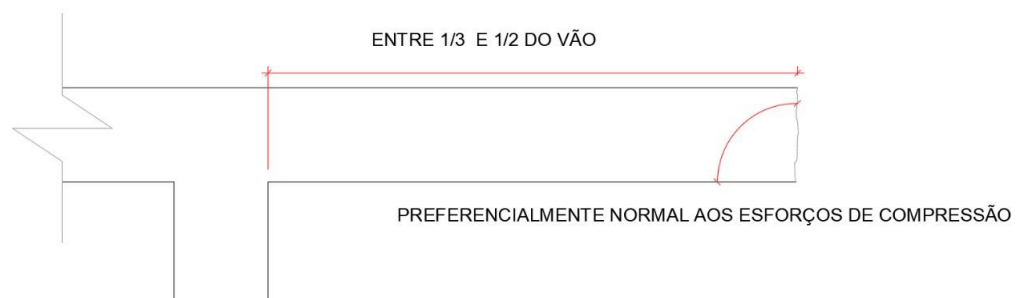 ENTRE 1/3 E 1/2 DO VÃO
PREFERENCIALMENTE NORMAL AOS ESFORÇOS DE COMPRESSÃO